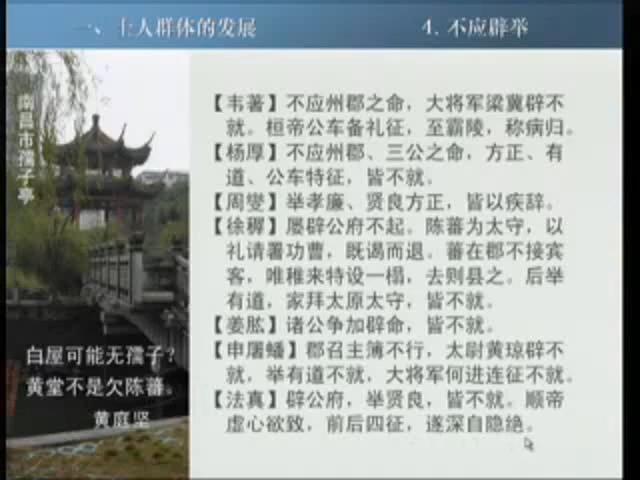 一、士人群体的发展
4. 不应辟举
南昌市孺子亭
【韦著】不应州郡之命，大将军梁冀辟不
就。桓帝公车备礼征，至霸陵，称病归。
【杨厚】不应州郡、三公之命，方正、有
道、公车特征，皆不就。
【周燮】举孝廉、贤良方正，皆以疾辞。
【徐稺】屡辟公府不起。陈蕃为太守，以
礼请署功曹，既谒而退。蕃在郡不接宾
客，唯稚来特设一榻，去则县之。后举
有道，家拜太原太守，皆不就。
【姜肱】诸公争加辟命，皆不就。
【申屠蟠】郡召主簿不行，太尉黄琼辟不
就，举有道不就，大将军何进连征不就。
【法真】辟公府，举贤良，皆不就。顺帝
虚心欲致，前后四征，遂深自隐绝。
白屋可能无孺子？
黄堂不是欠陈蕃。
黄庭坚